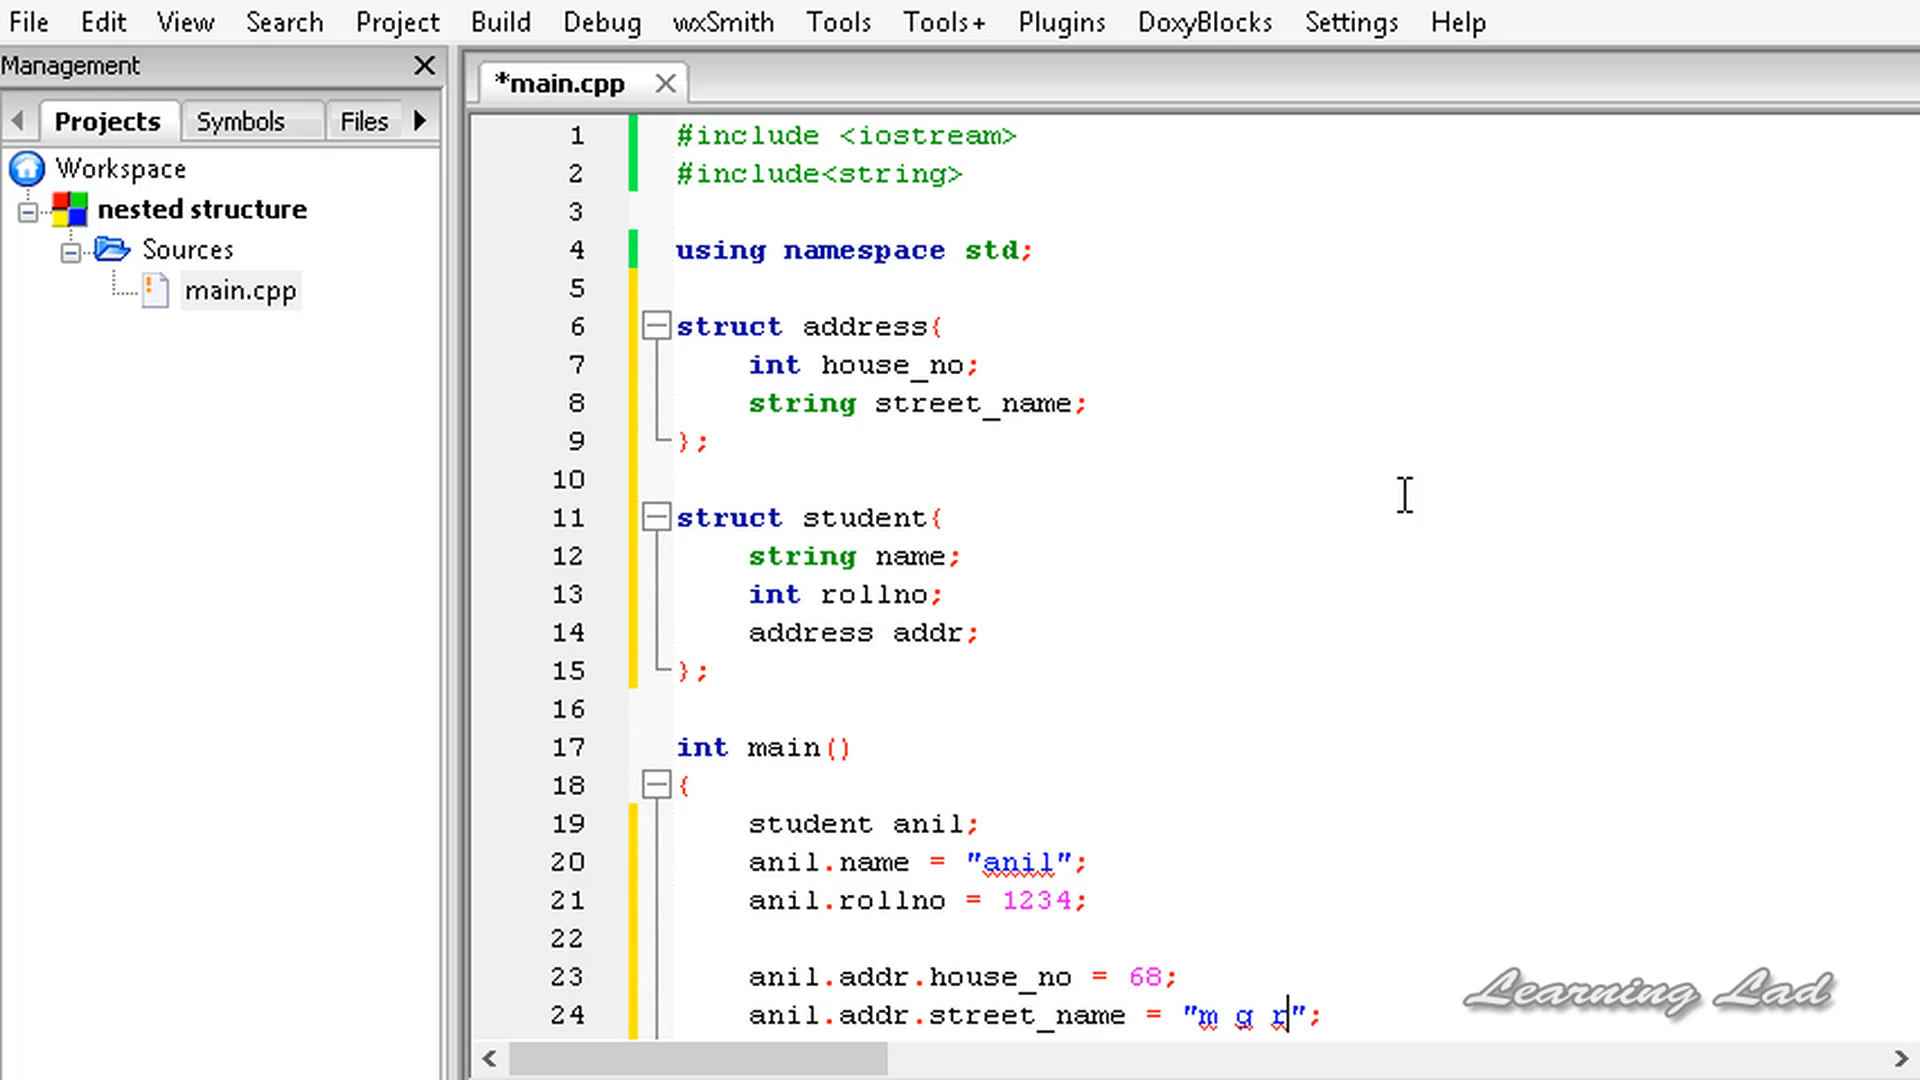 File Edit View Search Project Build Debug wxSmith Tools Tools+ Plugins DoxyBlocks Settings Help
Management
*main.cpp
Projects Symbols Files
Workspace
nested structure
Sources
main.cpp
1 #include <iostream>
2 #include<string>
3
4 using namespace std;
5
6 struct address{
7 int house_no;
8 string street_name;
9 };
10
11 struct student{
12 string name;
13 int rollno;
14 address addr;
15 };
16
17 int main()
18 {
19 student anil;
20 anil.name = "anil";
21 anil.rollno = 1234;
22
23 anil.addr.house_no = 68;
24 anil.addr.street_name = "m g r";
Learning Lad